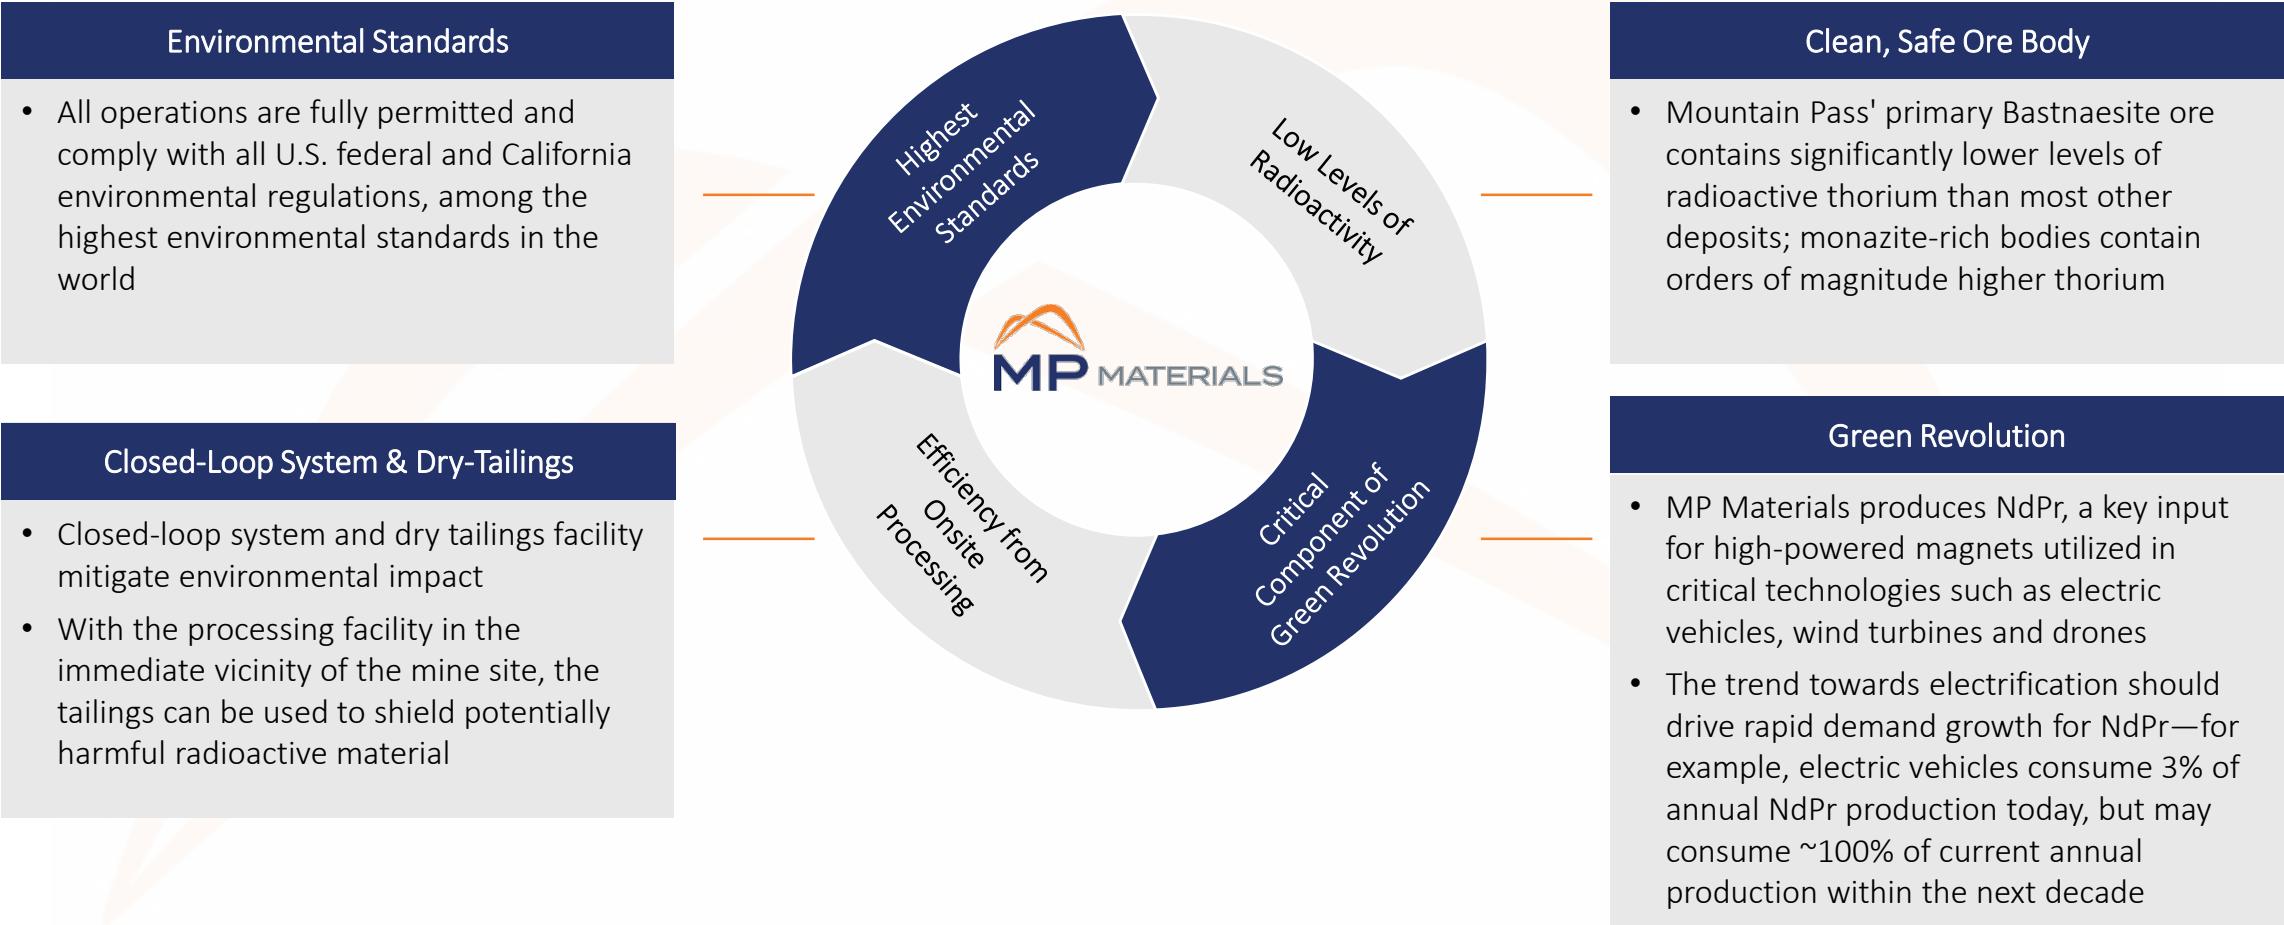 Environmental Standards
• All operations are fully permitted and
comply with all U.S. federal and California
environmental regulations, among the
highest environmental standards in the
world
Closed-Loop System & Dry-Tailings
• Closed-loop system and dry tailings facility
mitigate environmental impact
• With the processing facility in the
immediate vicinity of the mine site, the
tailings can be used to shield potentially
harmful radioactive material
Highest
Environmental
Standards
Low Levels of
Radioactivity
MP MATERIALS
Efficiency from
Onsite
Processing
Critical
Component of
Green Revolution
Clean, Safe Ore Body
• Mountain Pass' primary Bastnaesite ore
contains significantly lower levels of
radioactive thorium than most other
deposits; monazite-rich bodies contain
orders of magnitude higher thorium
Green Revolution
• MP Materials produces NdPr, a key input
for high-powered magnets utilized in
critical technologies such as electric
vehicles, wind turbines and drones
• The trend towards electrification should
drive rapid demand growth for NdPr—for
example, electric vehicles consume 3% of
annual NdPr production today, but may
consume ~100% of current annual
production within the next decade